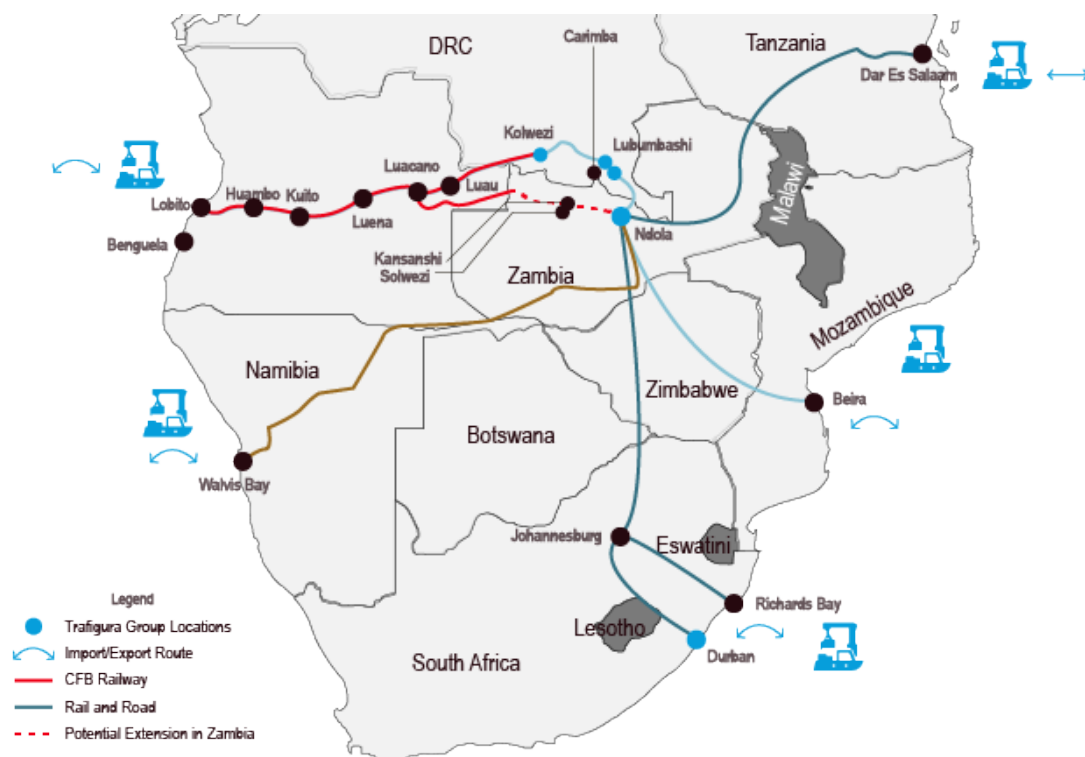 DRC
Carimba
Tanzania
Dar Es Salaam
Kolwezi
Lubumbashi
Luacano
Luau
Lobito
Huambo
Kuito
Luena
Benguela
Kansanshi
Solwezi
Ndola
Malawi
Zambia
Mozambique
Namibia
Zimbabwe
Beira
Botswana
Walvis Bay
Johannesburg
Eswatini
Richards Bay
Lesotho
Durban
South Africa
Legend
Trafigura Group Locations
Import/Export Route
CFB Railway
Rail and Road
Potential Extension in Zambia